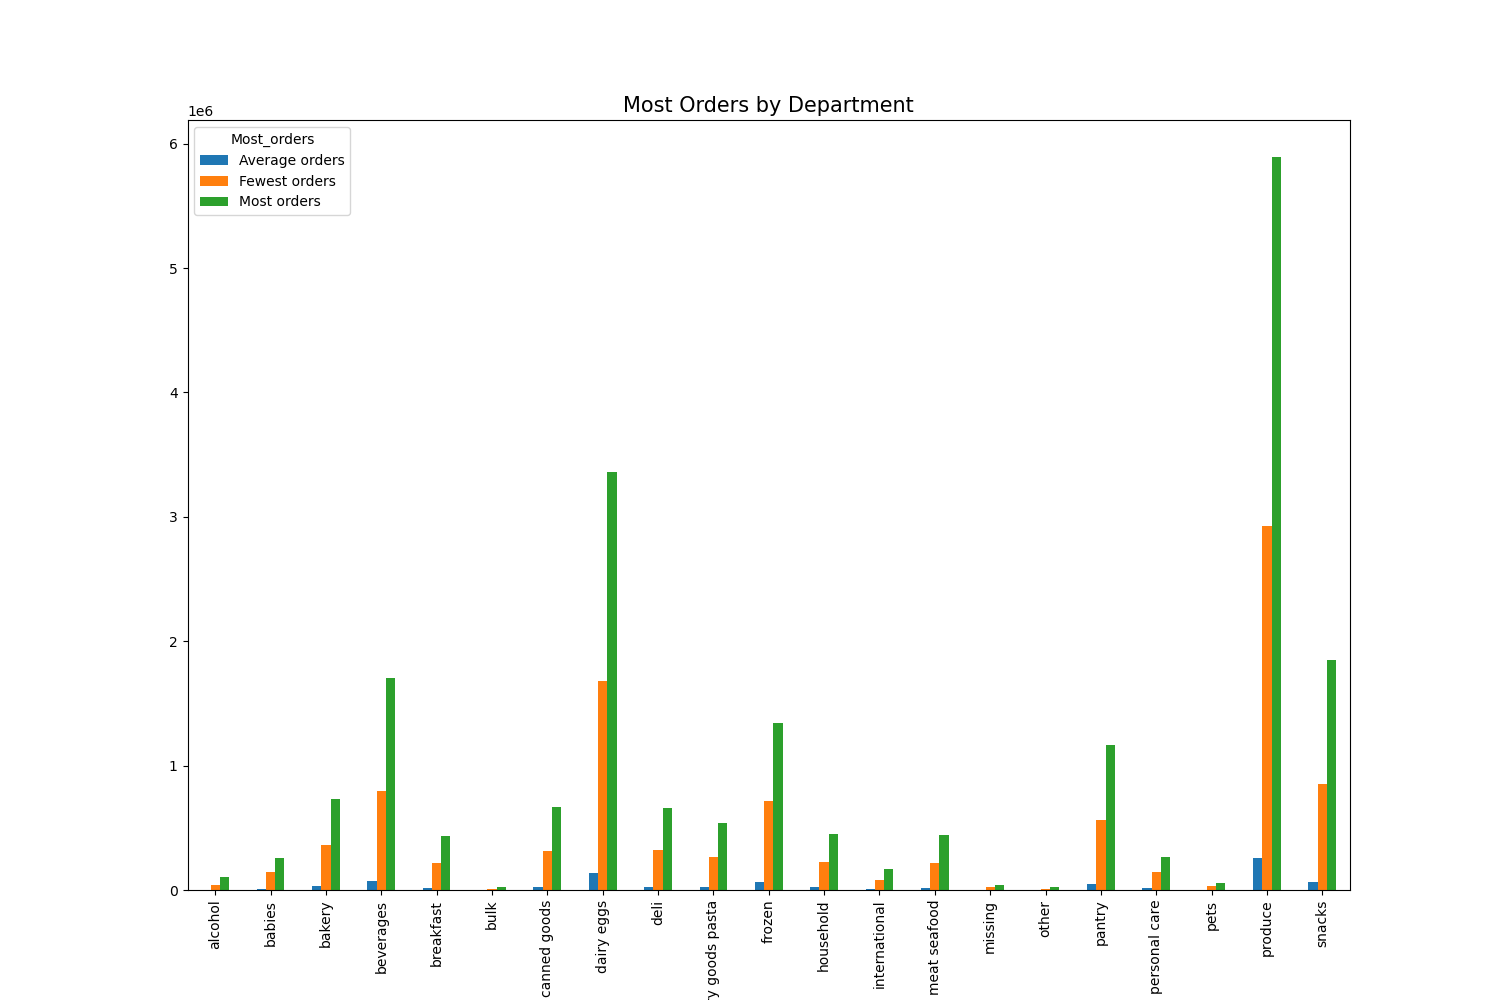 Most Orders by Department
1e6
Most_orders
Average orders
Fewest orders
Most orders
6
5
4
3
2
1
0
alcohol
babies
bakery
beverages
breakfast
bulk
canned goods
dairy eggs
deli
y goods pasta
frozen
household
international
meat seafood
missing
other
pantry
personal care
pets
produce
snacks